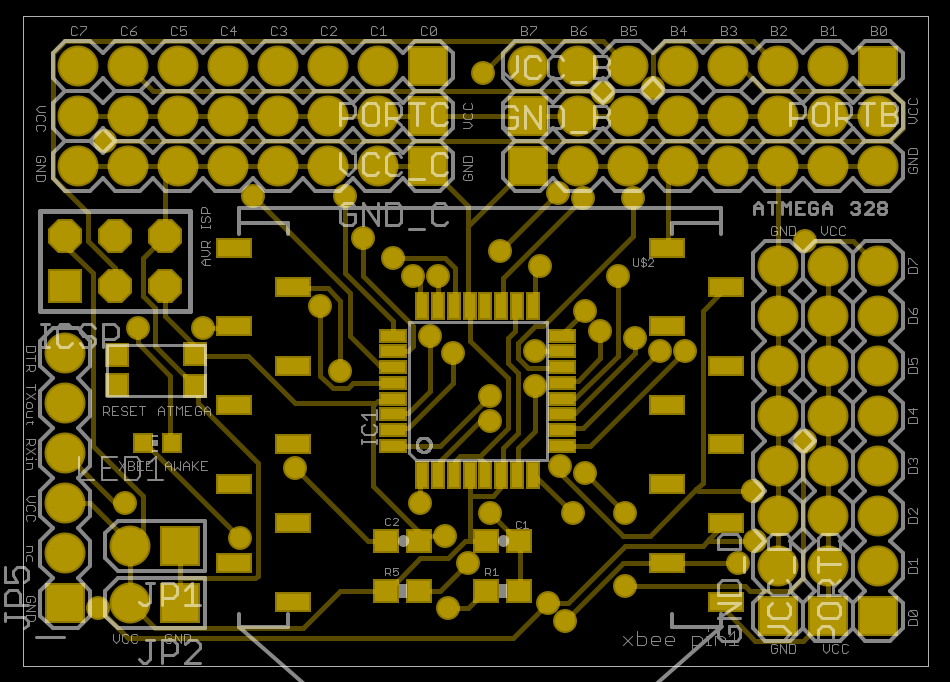 C7 C6 C5 C4 C3 C2 C1 C0 B7 B6 B5 B4 B3 B2 B1 B0
VCC_B
VCC PORTC VCC GND_B PORTB VCC
GND VCC_C GND GND
GND_C ATMEGA 328
AVR ISP
GND VCC
U$2
D7
D6
ICSP
DTR
D5
RESET ATMEGA
TXout
IC1
D4
RXin
XBEE AWAKE
LED1
D3
VCC
C2 C1
D2
nc
R5 R1
D1
JP5
GND
JP1
GND_D
VCC_D
PORTD
D0
VCC GND
xbee pin1
JP2
GND VCC